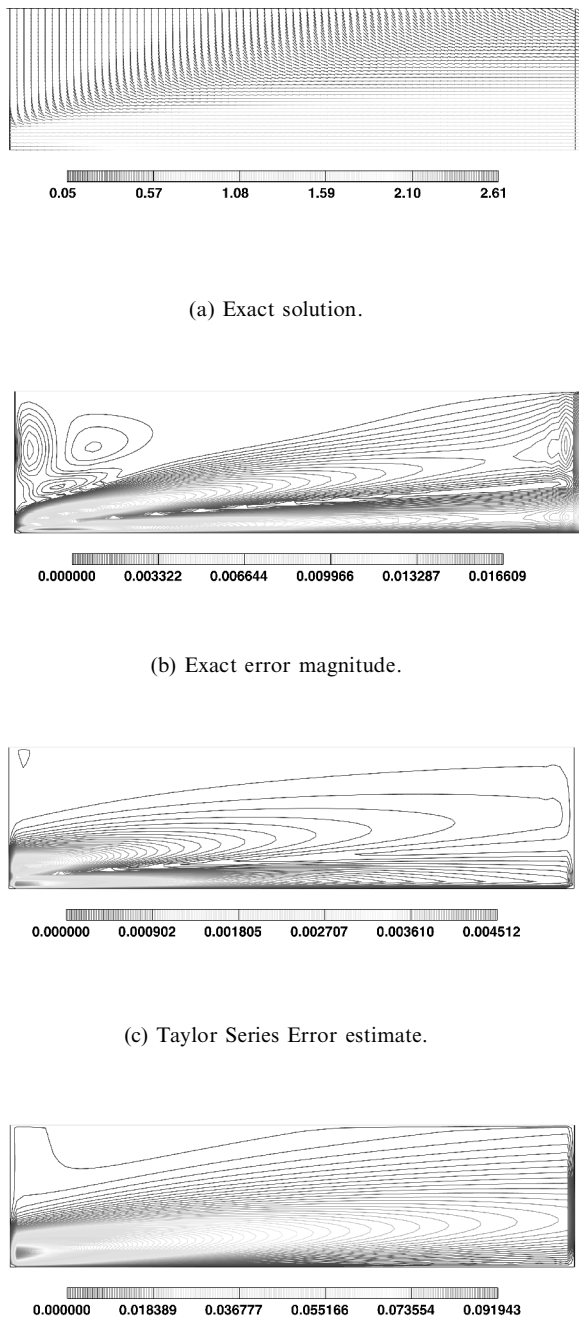 0.05 0.57 1.08 1.59 2.10 2.61
(a) Exact solution.
0.000000 0.003322 0.006644 0.009966 0.013287 0.016609
(b) Exact error magnitude.
0.000000 0.000902 0.001805 0.002707 0.003610 0.004512
(c) Taylor Series Error estimate.
0.000000 0.018389 0.036777 0.055166 0.073554 0.091943